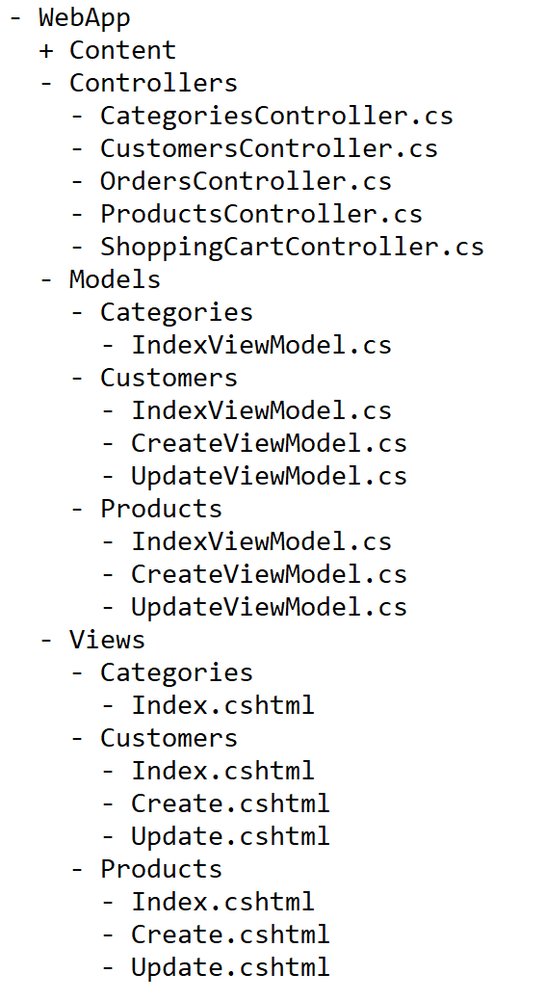 - WebApp
  + Content
  - Controllers
    - CategoriesController.cs
    - CustomersController.cs
    - OrdersController.cs
    - ProductsController.cs
    - ShoppingCartController.cs
  - Models
    - Categories
      - IndexViewModel.cs
    - Customers
      - IndexViewModel.cs
      - CreateViewModel.cs
      - UpdateViewModel.cs
    - Products
      - IndexViewModel.cs
      - CreateViewModel.cs
      - UpdateViewModel.cs
  - Views
    - Categories
      - Index.cshtml
    - Customers
      - Index.cshtml
      - Create.cshtml
      - Update.cshtml
    - Products
      - Index.cshtml
      - Create.cshtml
      - Update.cshtml